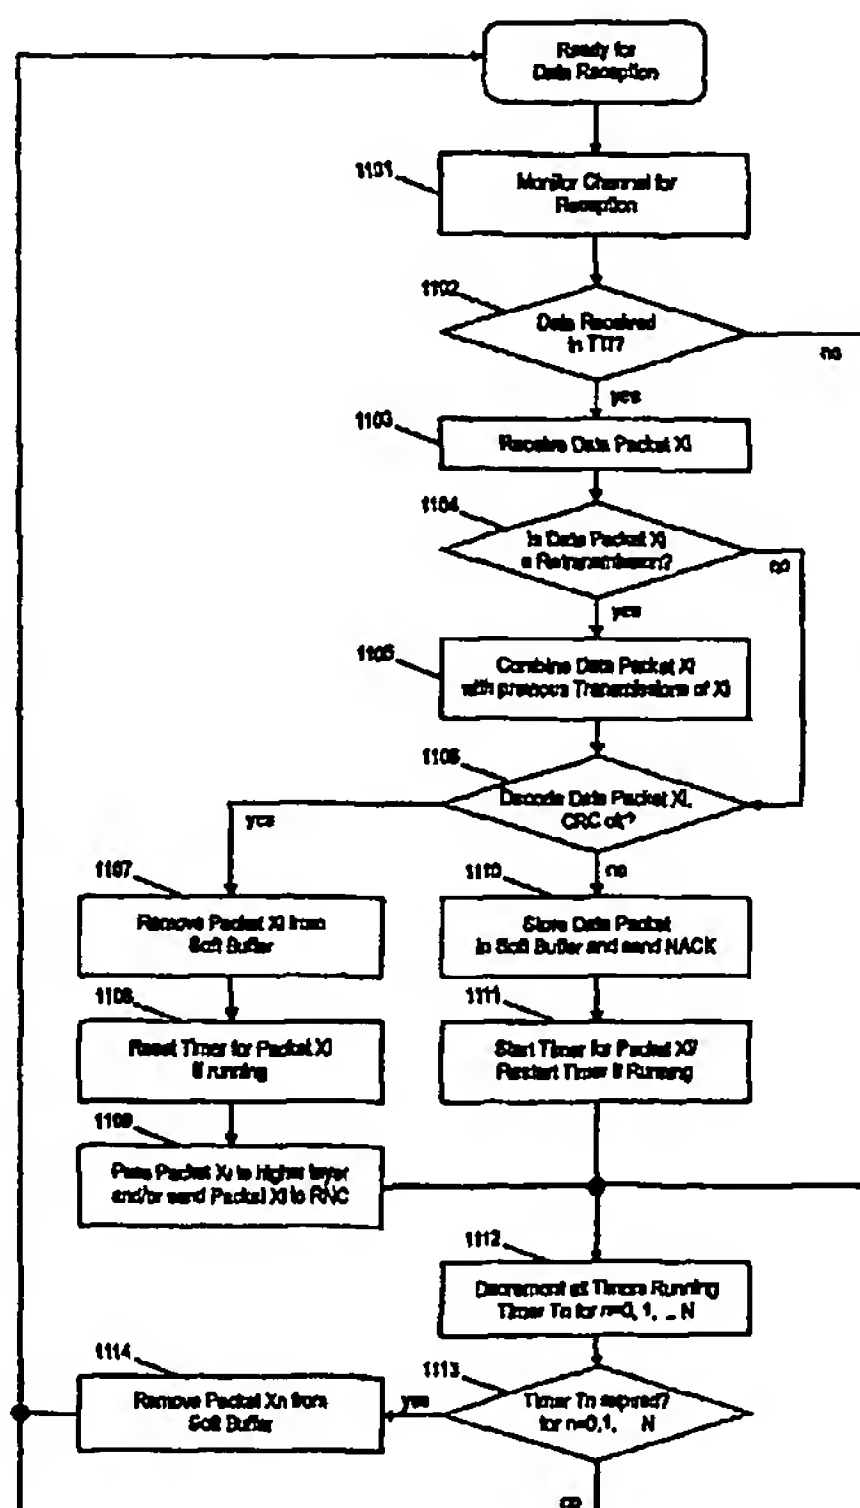 Ready for
Data Reception
1101
Monitor Channel for
Reception
1102
Data Received
in TTI?
no
yes
1103
Receive Data Packet Xi
1104
Is Data Packet Xi
a Retransmission?
no
yes
1105
Combine Data Packet Xi
with previous Transmissions of Xi
1106
Decode Data Packet Xi,
CRC ok?
yes
no
1107
Remove Packet Xi from
Soft Buffer
1110
Store Data Packet
in Soft Buffer and send NACK
1108
Reset Timer for Packet Xi
if running
1111
Start Timer for Packet Xi/
Restart Timer if Running
1109
Pass Packet Xi to higher layer
and/or send Packet Xi to RNC
1112
Decrement all Timers Running
Timer Tn for n=0, 1, ... N
1114
Remove Packet Xn from
Soft Buffer
yes
1113
Timer Tn expired?
for n=0,1, N
no